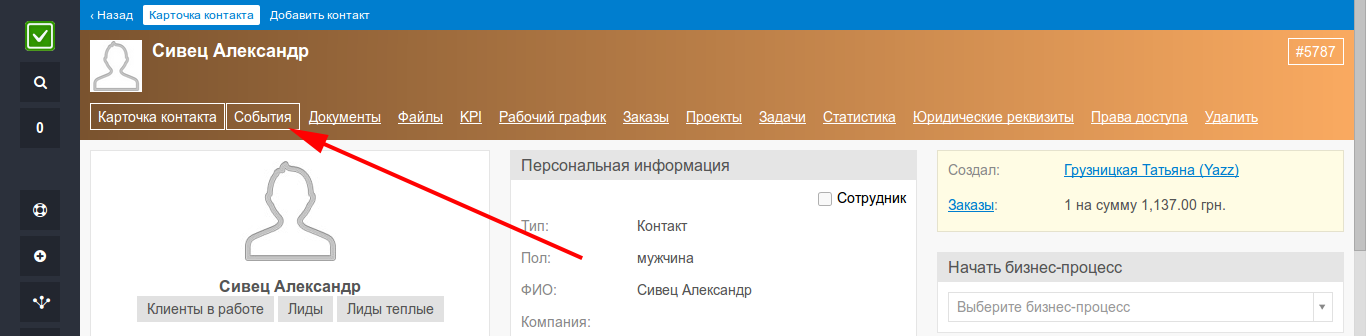 ‹ Назад Карточка контакта Добавить контакт
Сивец Александр #5787
0
Карточка контакта События Документы Файлы KPI Рабочий график Заказы Проекты Задачи Статистика Юридические реквизиты Права доступа Удалить
Сивец Александр
Клиенты в работе Лиды Лиды теплые
Персональная информация
Сотрудник
Тип: Контакт
Пол: мужчина
ФИО: Сивец Александр
Компания:
Создал: Грузницкая Татьяна (Yazz)
Заказы: 1 на сумму 1,137.00 грн.
Начать бизнес-процесс
Выберите бизнес-процесс